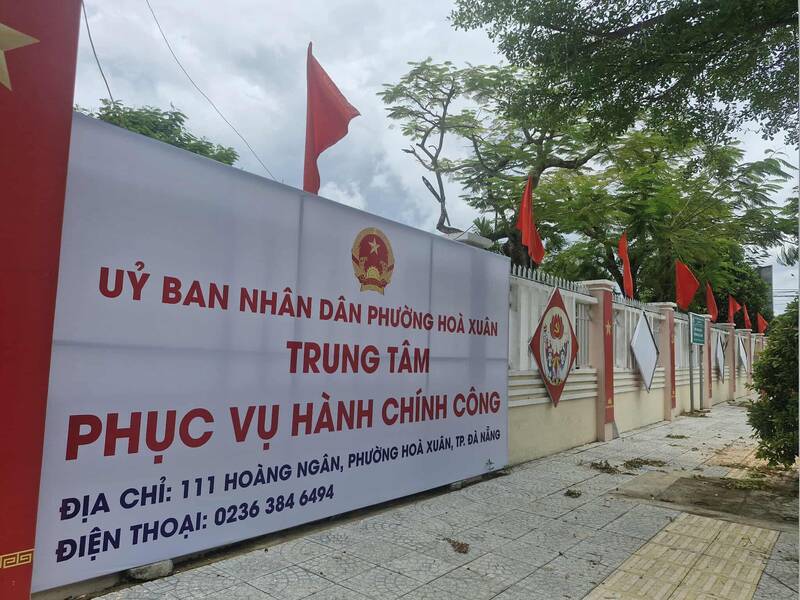 UỶ BAN NHÂN DÂN PHƯỜNG HOÀ XUÂN
TRUNG TÂM
PHỤC VỤ HÀNH CHÍNH CÔNG
ĐỊA CHỈ: 111 HOÀNG NGÂN, PHƯỜNG HOÀ XUÂN, TP. ĐÀ NẴNG
ĐIỆN THOẠI: 0236 384 6494